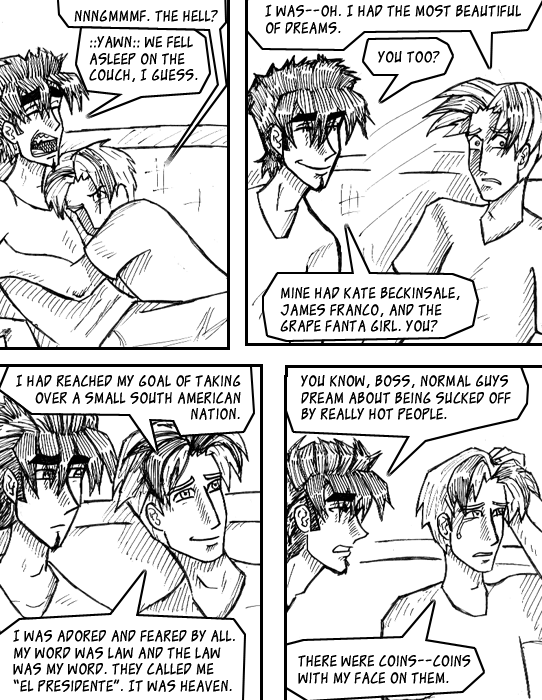 NNNGMMMF. THE HELL?
::YAWN:: WE FELL
ASLEEP ON THE
COUCH, I GUESS.
I WAS--OH. I HAD THE MOST BEAUTIFUL
OF DREAMS.
YOU TOO?
MINE HAD KATE BECKINSALE,
JAMES FRANCO, AND THE
GRAPE FANTA GIRL. YOU?
I HAD REACHED MY GOAL OF TAKING
OVER A SMALL SOUTH AMERICAN
NATION.
I WAS ADORED AND FEARED BY ALL.
MY WORD WAS LAW AND THE LAW
WAS MY WORD. THEY CALLED ME
"EL PRESIDENTE". IT WAS HEAVEN.
YOU KNOW, BOSS, NORMAL GUYS
DREAM ABOUT BEING SUCKED OFF
BY REALLY HOT PEOPLE.
THERE WERE COINS--COINS
WITH MY FACE ON THEM.